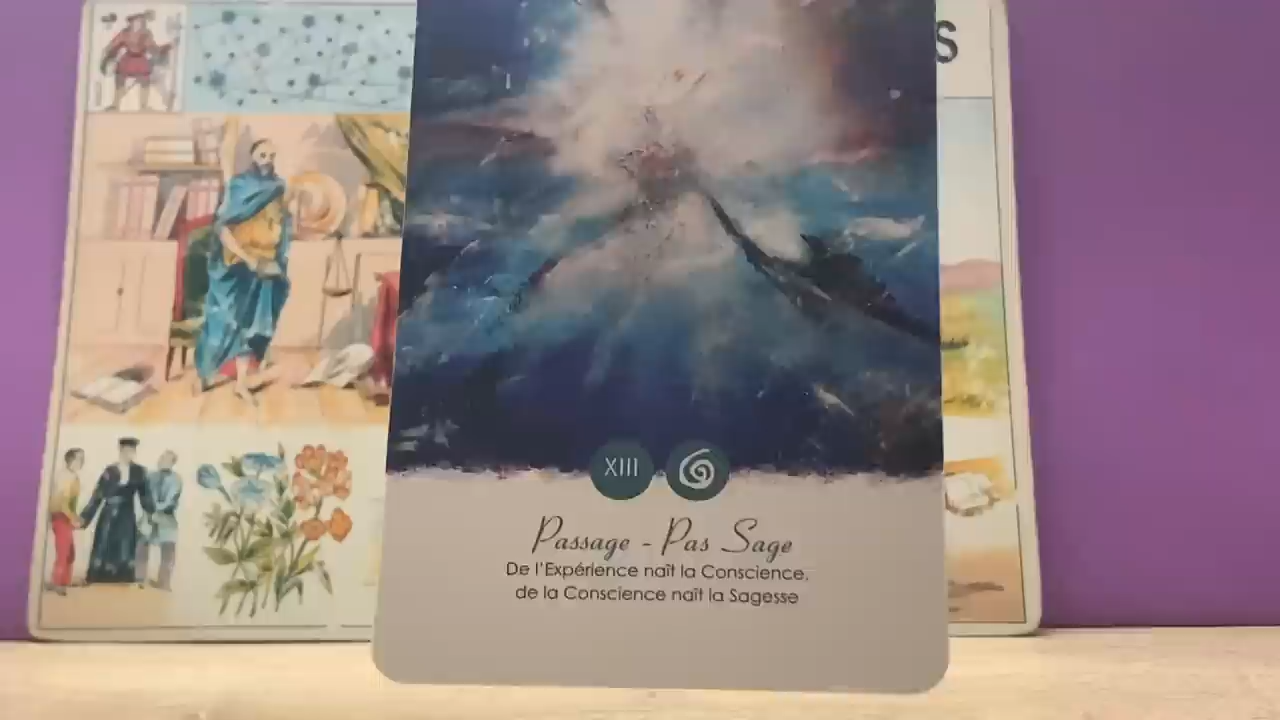 S
XIII
Passage - Pas Sage
De l'Expérience naît la Conscience,
de la Conscience naît la Sagesse